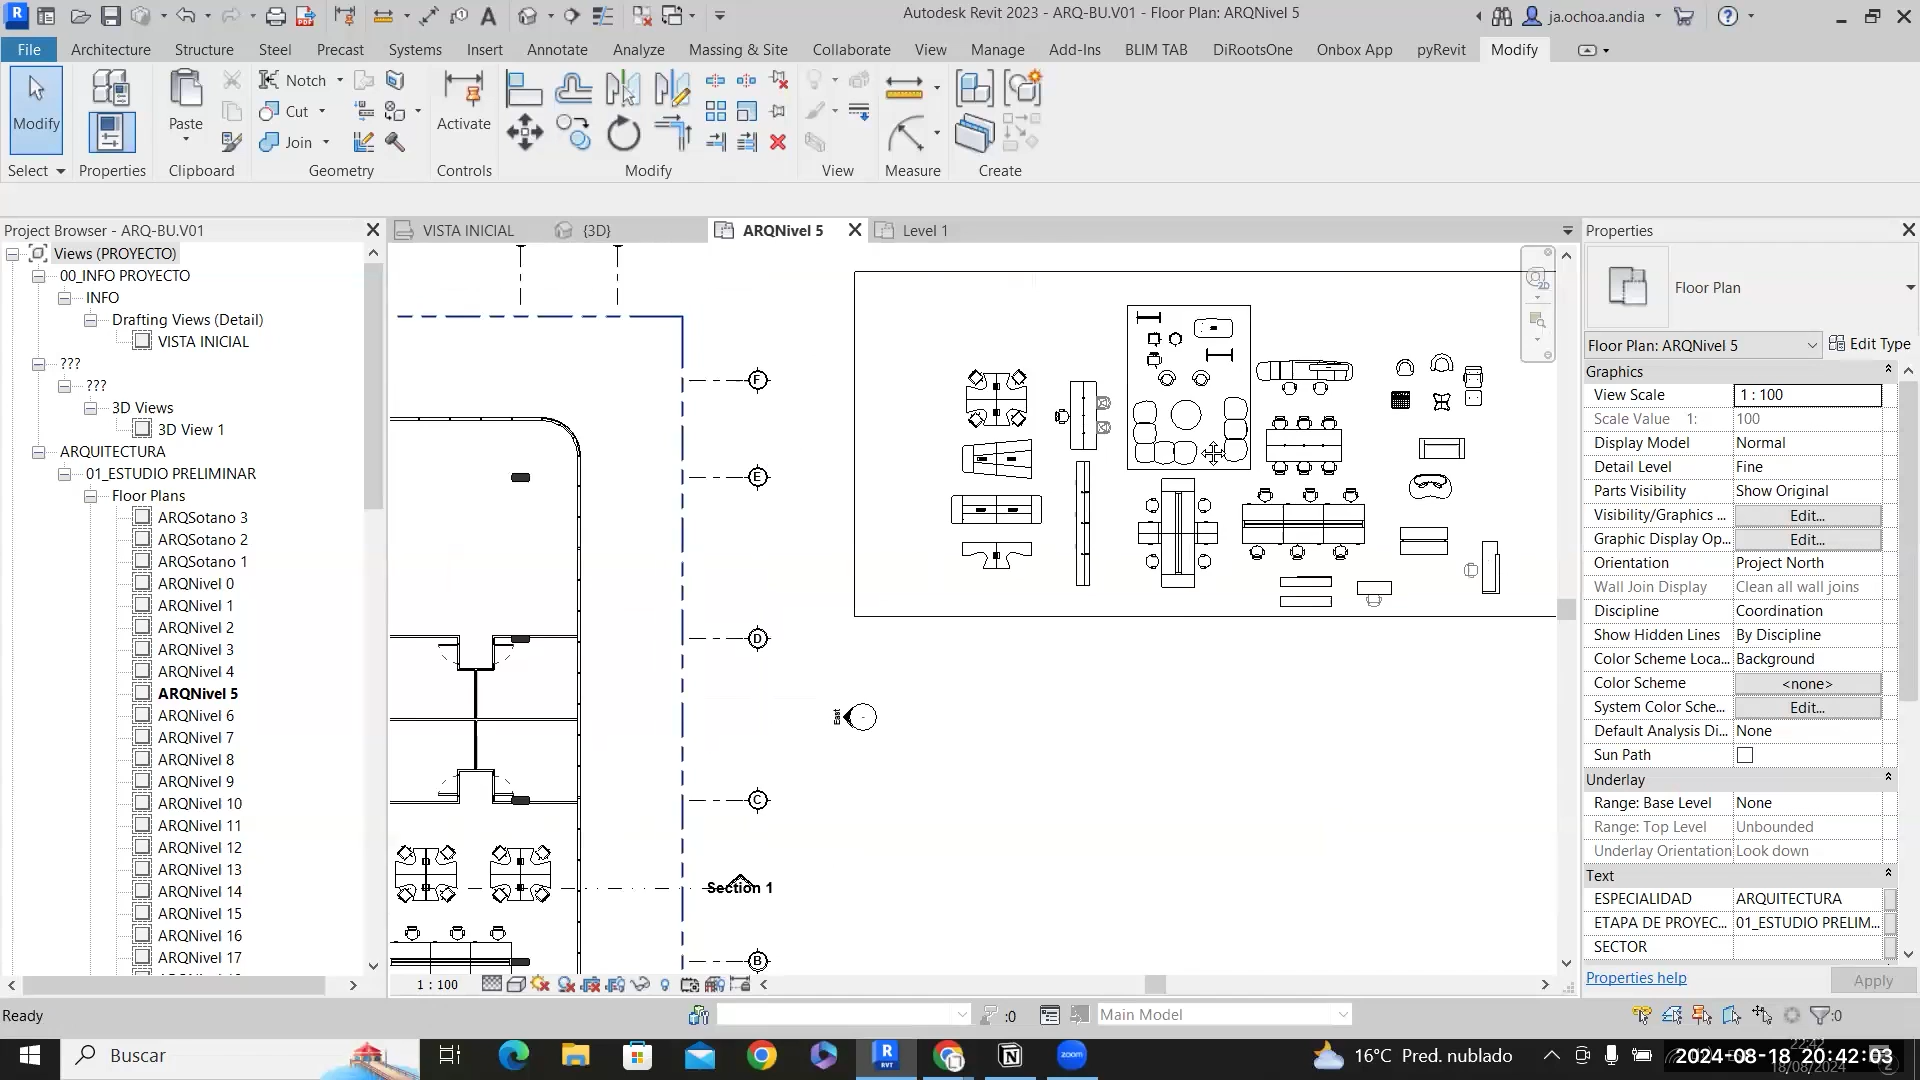 Autodesk Revit 2023 - ARQ-BU.V01 - Floor Plan: ARQNivel 5
ja.ochoa.andia
File Architecture Structure Steel Precast Systems Insert Annotate Analyze Massing & Site Collaborate View Manage Add-Ins BLIM TAB DiRootsOne Onbox App pyRevit Modify
Modify Paste Notch Cut Join Activate
Select Properties Clipboard Geometry Controls Modify View Measure Create
Project Browser - ARQ-BU.V01
Views (PROYECTO)
00_INFO PROYECTO
INFO
Drafting Views (Detail)
VISTA INICIAL
???
???
3D Views
3D View 1
ARQUITECTURA
01_ESTUDIO PRELIMINAR
Floor Plans
ARQSotano 3
ARQSotano 2
ARQSotano 1
ARQNivel 0
ARQNivel 1
ARQNivel 2
ARQNivel 3
ARQNivel 4
ARQNivel 5
ARQNivel 6
ARQNivel 7
ARQNivel 8
ARQNivel 9
ARQNivel 10
ARQNivel 11
ARQNivel 12
ARQNivel 13
ARQNivel 14
ARQNivel 15
ARQNivel 16
ARQNivel 17
VISTA INICIAL {3D} ARQNivel 5 Level 1
2D
F
E
D
East
C
Section 1
B
1 : 100
Properties
Floor Plan
Floor Plan: ARQNivel 5 Edit Type
Graphics
View Scale 1 : 100
Scale Value 1: 100
Display Model Normal
Detail Level Fine
Parts Visibility Show Original
Visibility/Graphics ... Edit...
Graphic Display Op... Edit...
Orientation Project North
Wall Join Display Clean all wall joins
Discipline Coordination
Show Hidden Lines By Discipline
Color Scheme Loca... Background
Color Scheme <none>
System Color Sche... Edit...
Default Analysis Di... None
Sun Path
Underlay
Range: Base Level None
Range: Top Level Unbounded
Underlay Orientation Look down
Text
ESPECIALIDAD ARQUITECTURA
ETAPA DE PROYEC... 01_ESTUDIO PRELIM...
SECTOR
Properties help Apply
Ready :0 Main Model :0
Buscar zoom 16°C Pred. nublado 2024-08-18 20:42:03
22:42
18/08/2024